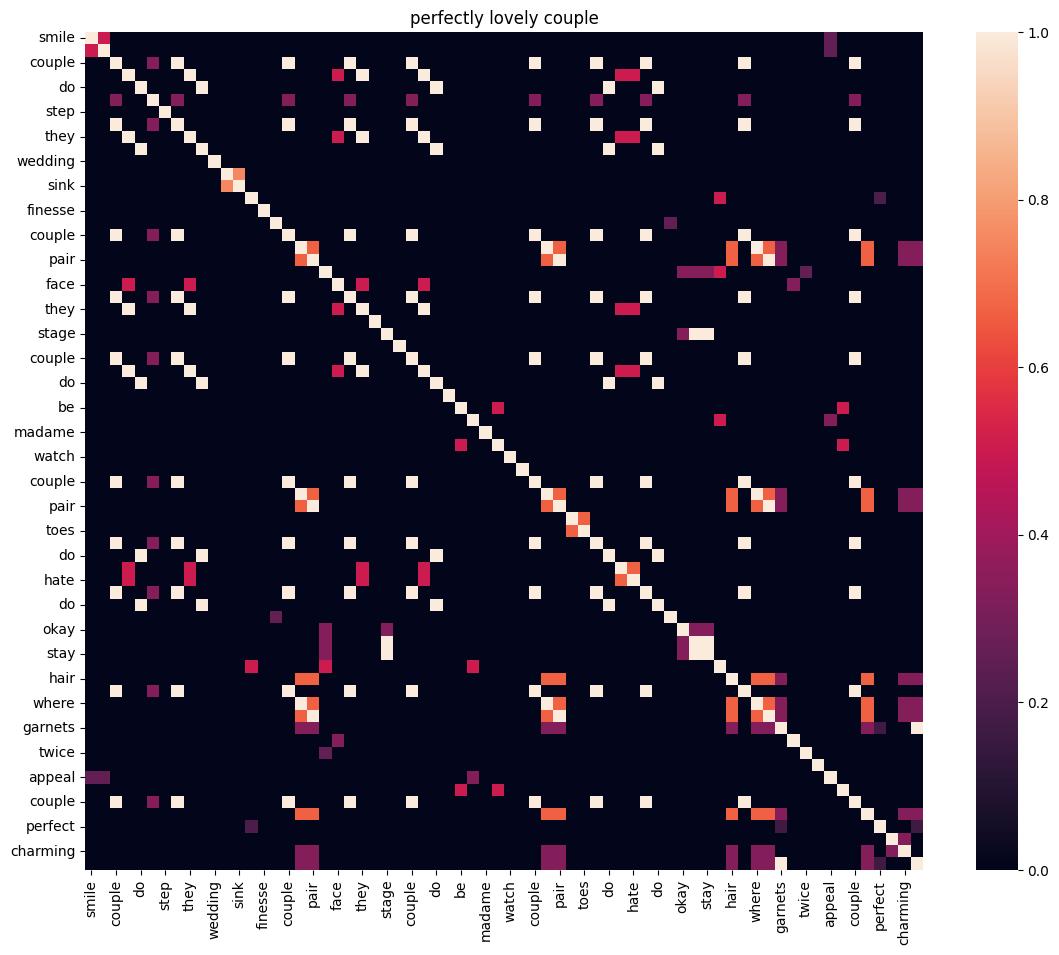 perfectly lovely couple
smile
couple
do
step
they
wedding
sink
finesse
couple
pair
face
they
stage
couple
do
be
madame
watch
couple
pair
toes
do
hate
do
okay
stay
hair
where
garnets
twice
appeal
couple
perfect
charming
1.0
0.8
0.6
0.4
0.2
0.0
smile couple do step they wedding sink finesse couple pair face they stage couple do be madame watch couple pair toes hate do okay stay hair where garnets twice appeal couple perfect charming